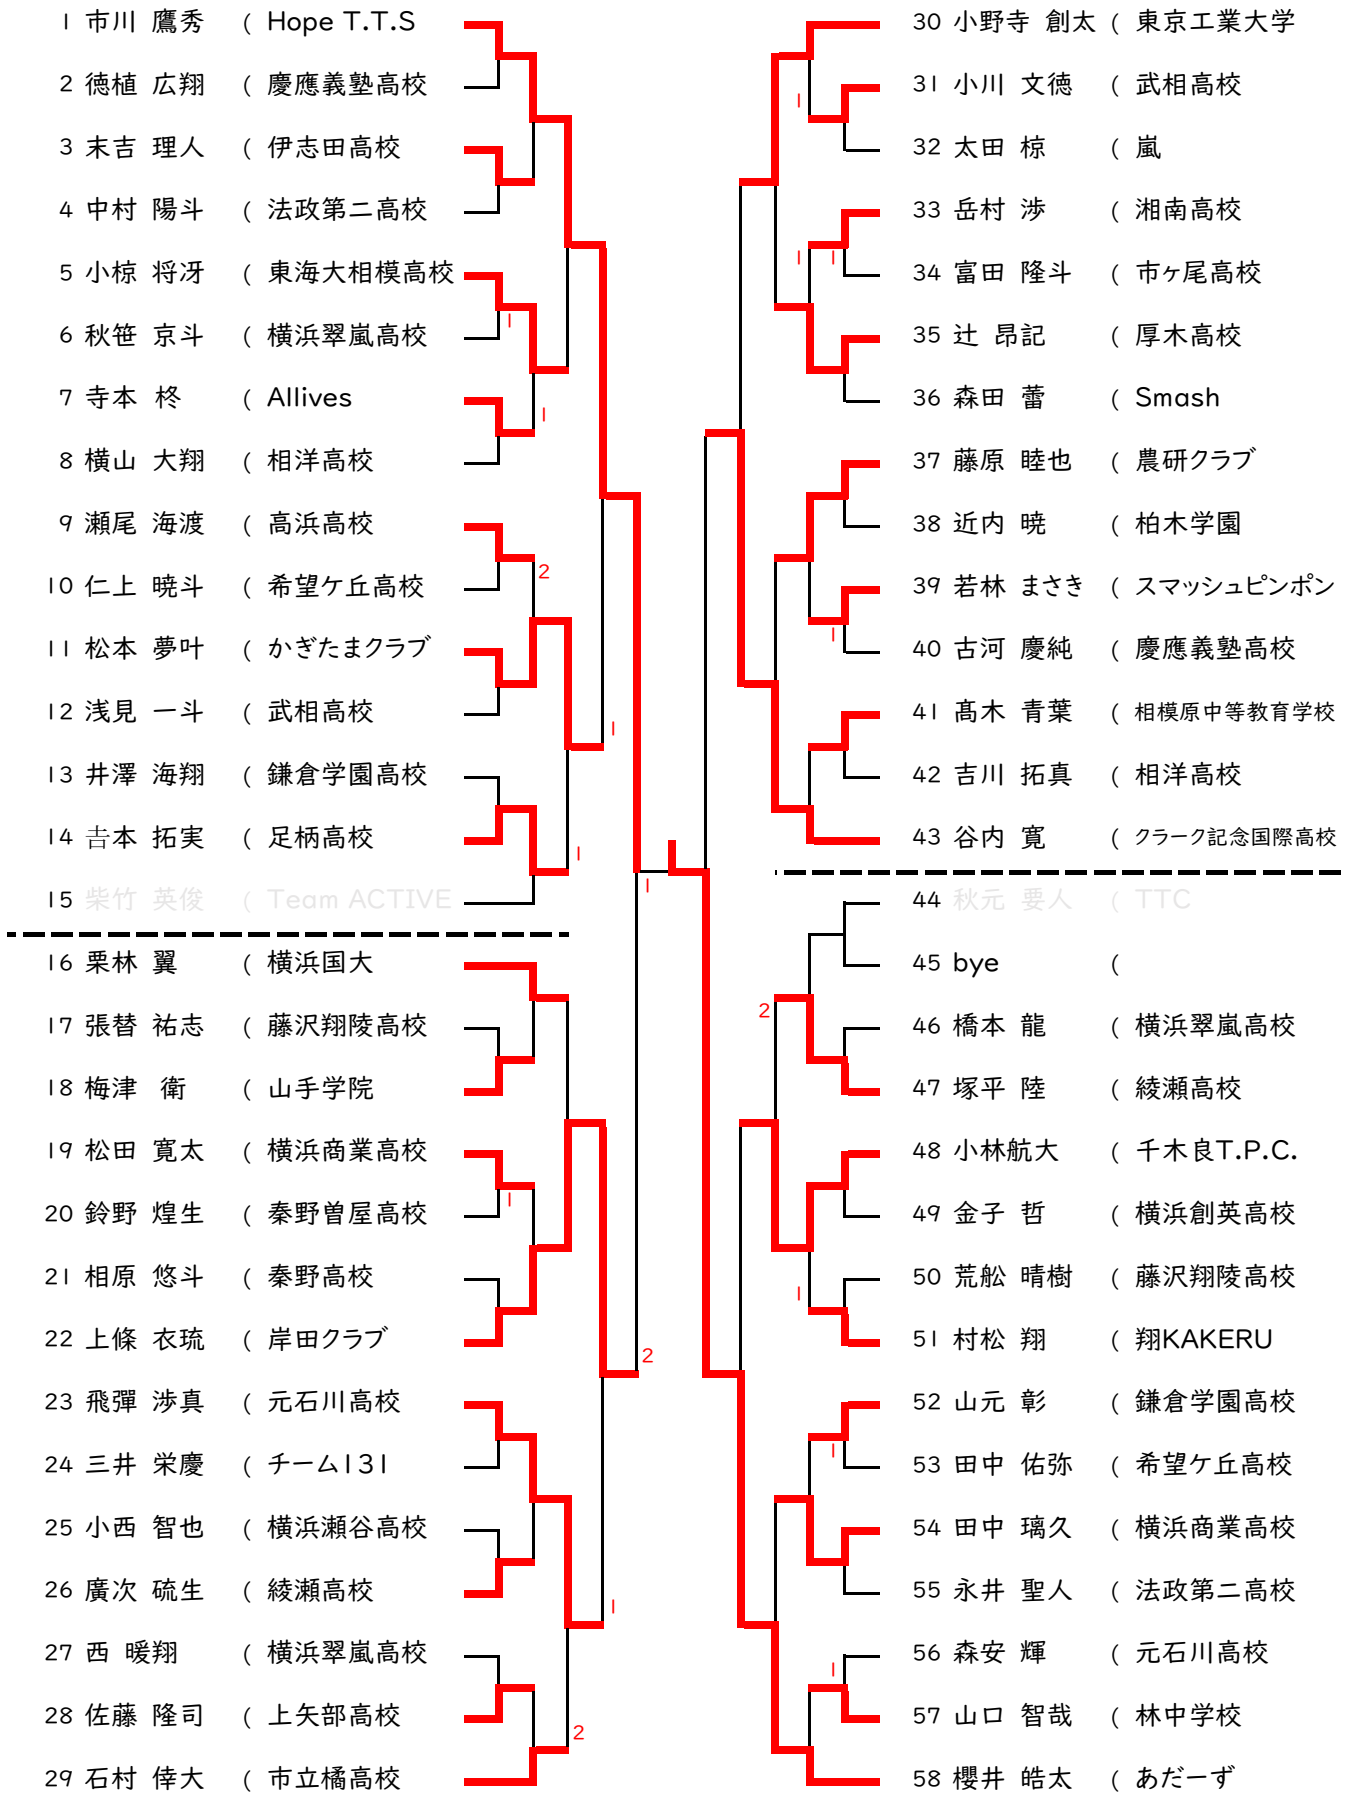 1 市川 鷹秀 ( Hope T.T.S
2 徳植 広翔 ( 慶應義塾高校
3 末吉 理人 ( 伊志田高校
4 中村 陽斗 ( 法政第二高校
5 小椋 将冴 ( 東海大相模高校
1
6 秋笹 京斗 ( 横浜翠嵐高校
7 寺本 柊 ( Allives
1
8 横山 大翔 ( 相洋高校
9 瀬尾 海渡 ( 高浜高校
2
10 仁上 暁斗 ( 希望ケ丘高校
11 松本 夢叶 ( かぎたまクラブ
12 浅見 一斗 ( 武相高校
1
13 井澤 海翔 ( 鎌倉学園高校
14 𠮷本 拓実 ( 足柄高校
1
15 柴竹 英俊 ( Team ACTIVE
1
16 栗林 翼 ( 横浜国大
17 張替 祐志 ( 藤沢翔陵高校
18 梅津 衛 ( 山手学院
19 松田 寛太 ( 横浜商業高校
1
20 鈴野 煌生 ( 秦野曽屋高校
21 相原 悠斗 ( 秦野高校
22 上條 衣琉 ( 岸田クラブ
2
23 飛彈 渉真 ( 元石川高校
24 三井 栄慶 ( チーム131
25 小西 智也 ( 横浜瀬谷高校
26 廣次 硫生 ( 綾瀬高校
1
27 西 暖翔 ( 横浜翠嵐高校
28 佐藤 隆司 ( 上矢部高校
2
29 石村 倖大 ( 市立橘高校
30 小野寺 創太 ( 東京工業大学
31 小川 文徳 ( 武相高校
1
32 太田 椋 ( 嵐
33 岳村 渉 ( 湘南高校
1 1
34 富田 隆斗 ( 市ヶ尾高校
35 辻 昂記 ( 厚木高校
36 森田 蕾 ( Smash
37 藤原 睦也 ( 農研クラブ
38 近内 暁 ( 柏木学園
39 若林 まさき ( スマッシュピンポン
1
40 古河 慶純 ( 慶應義塾高校
41 髙木 青葉 ( 相模原中等教育学校
42 吉川 拓真 ( 相洋高校
43 谷内 寛 ( クラーク記念国際高校
44 秋元 要人 ( TTC
45 bye (
2
46 橋本 龍 ( 横浜翠嵐高校
47 塚平 陸 ( 綾瀬高校
48 小林航大 ( 千木良T.P.C.
49 金子 哲 ( 横浜創英高校
50 荒舩 晴樹 ( 藤沢翔陵高校
1
51 村松 翔 ( 翔KAKERU
52 山元 彰 ( 鎌倉学園高校
1
53 田中 佑弥 ( 希望ケ丘高校
54 田中 璃久 ( 横浜商業高校
55 永井 聖人 ( 法政第二高校
56 森安 輝 ( 元石川高校
1
57 山口 智哉 ( 林中学校
58 櫻井 皓太 ( あだーず